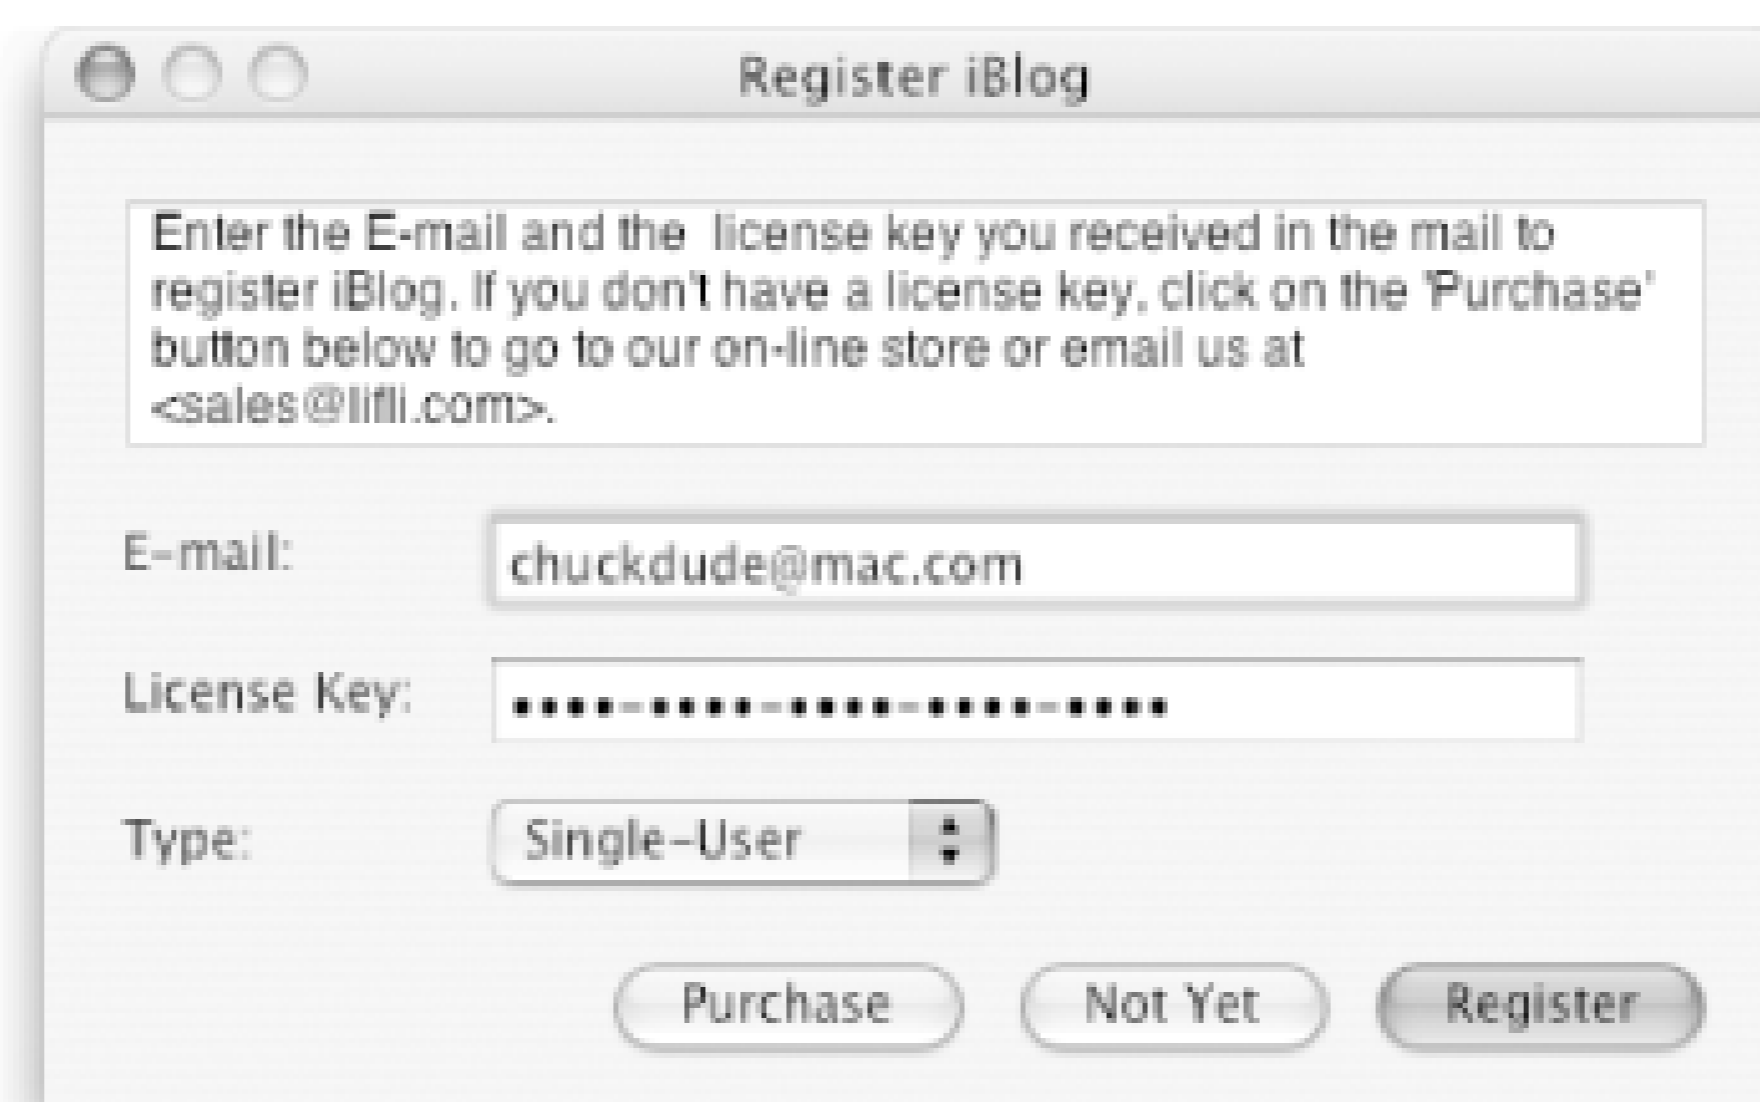 Register iBlog
Enter the E-mail and the  license key you received in the mail to
register iBlog. If you don't have a license key, click on the 'Purchase'
button below to go to our on-line store or email us at
<sales@lifli.com>.
E-mail:
chuckdude@mac.com
License Key:
••••-••••-••••-••••-••••
Type:
Single-User
Purchase
Not Yet
Register